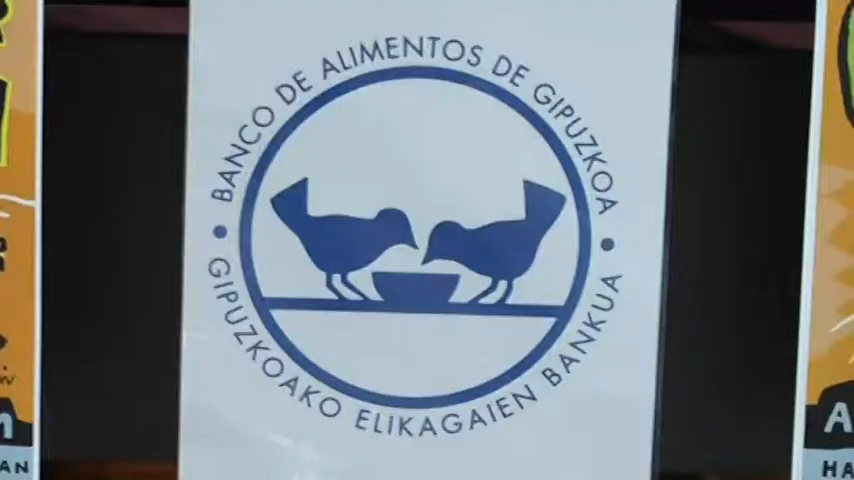 BANCO DE ALIMENTOS DE GIPUZKOA
GIPUZKOAKO ELIKAGAIEN BANKUA